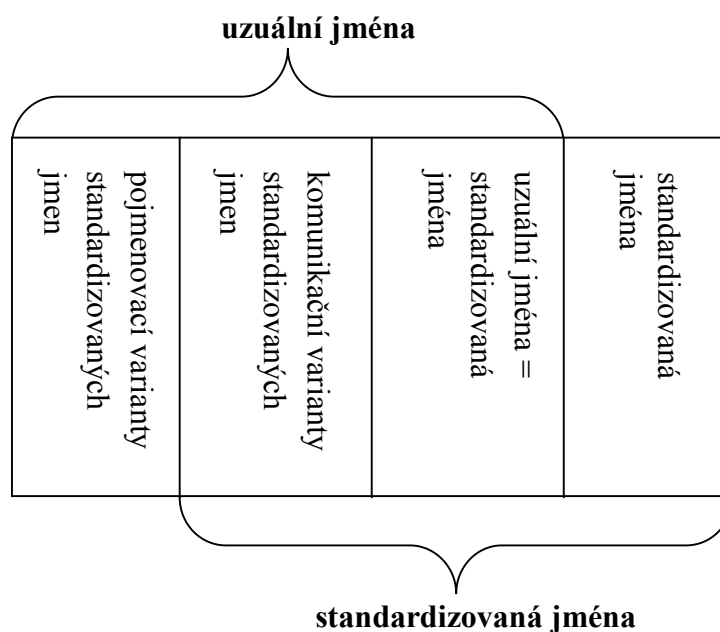 uzuální jména
pojmenovací varianty
standardizovaných
jmen
komunikační varianty
standardizovaných
jmen
uzuální jména =
standardizovaná
jména
standardizovaná
jména
standardizovaná jména